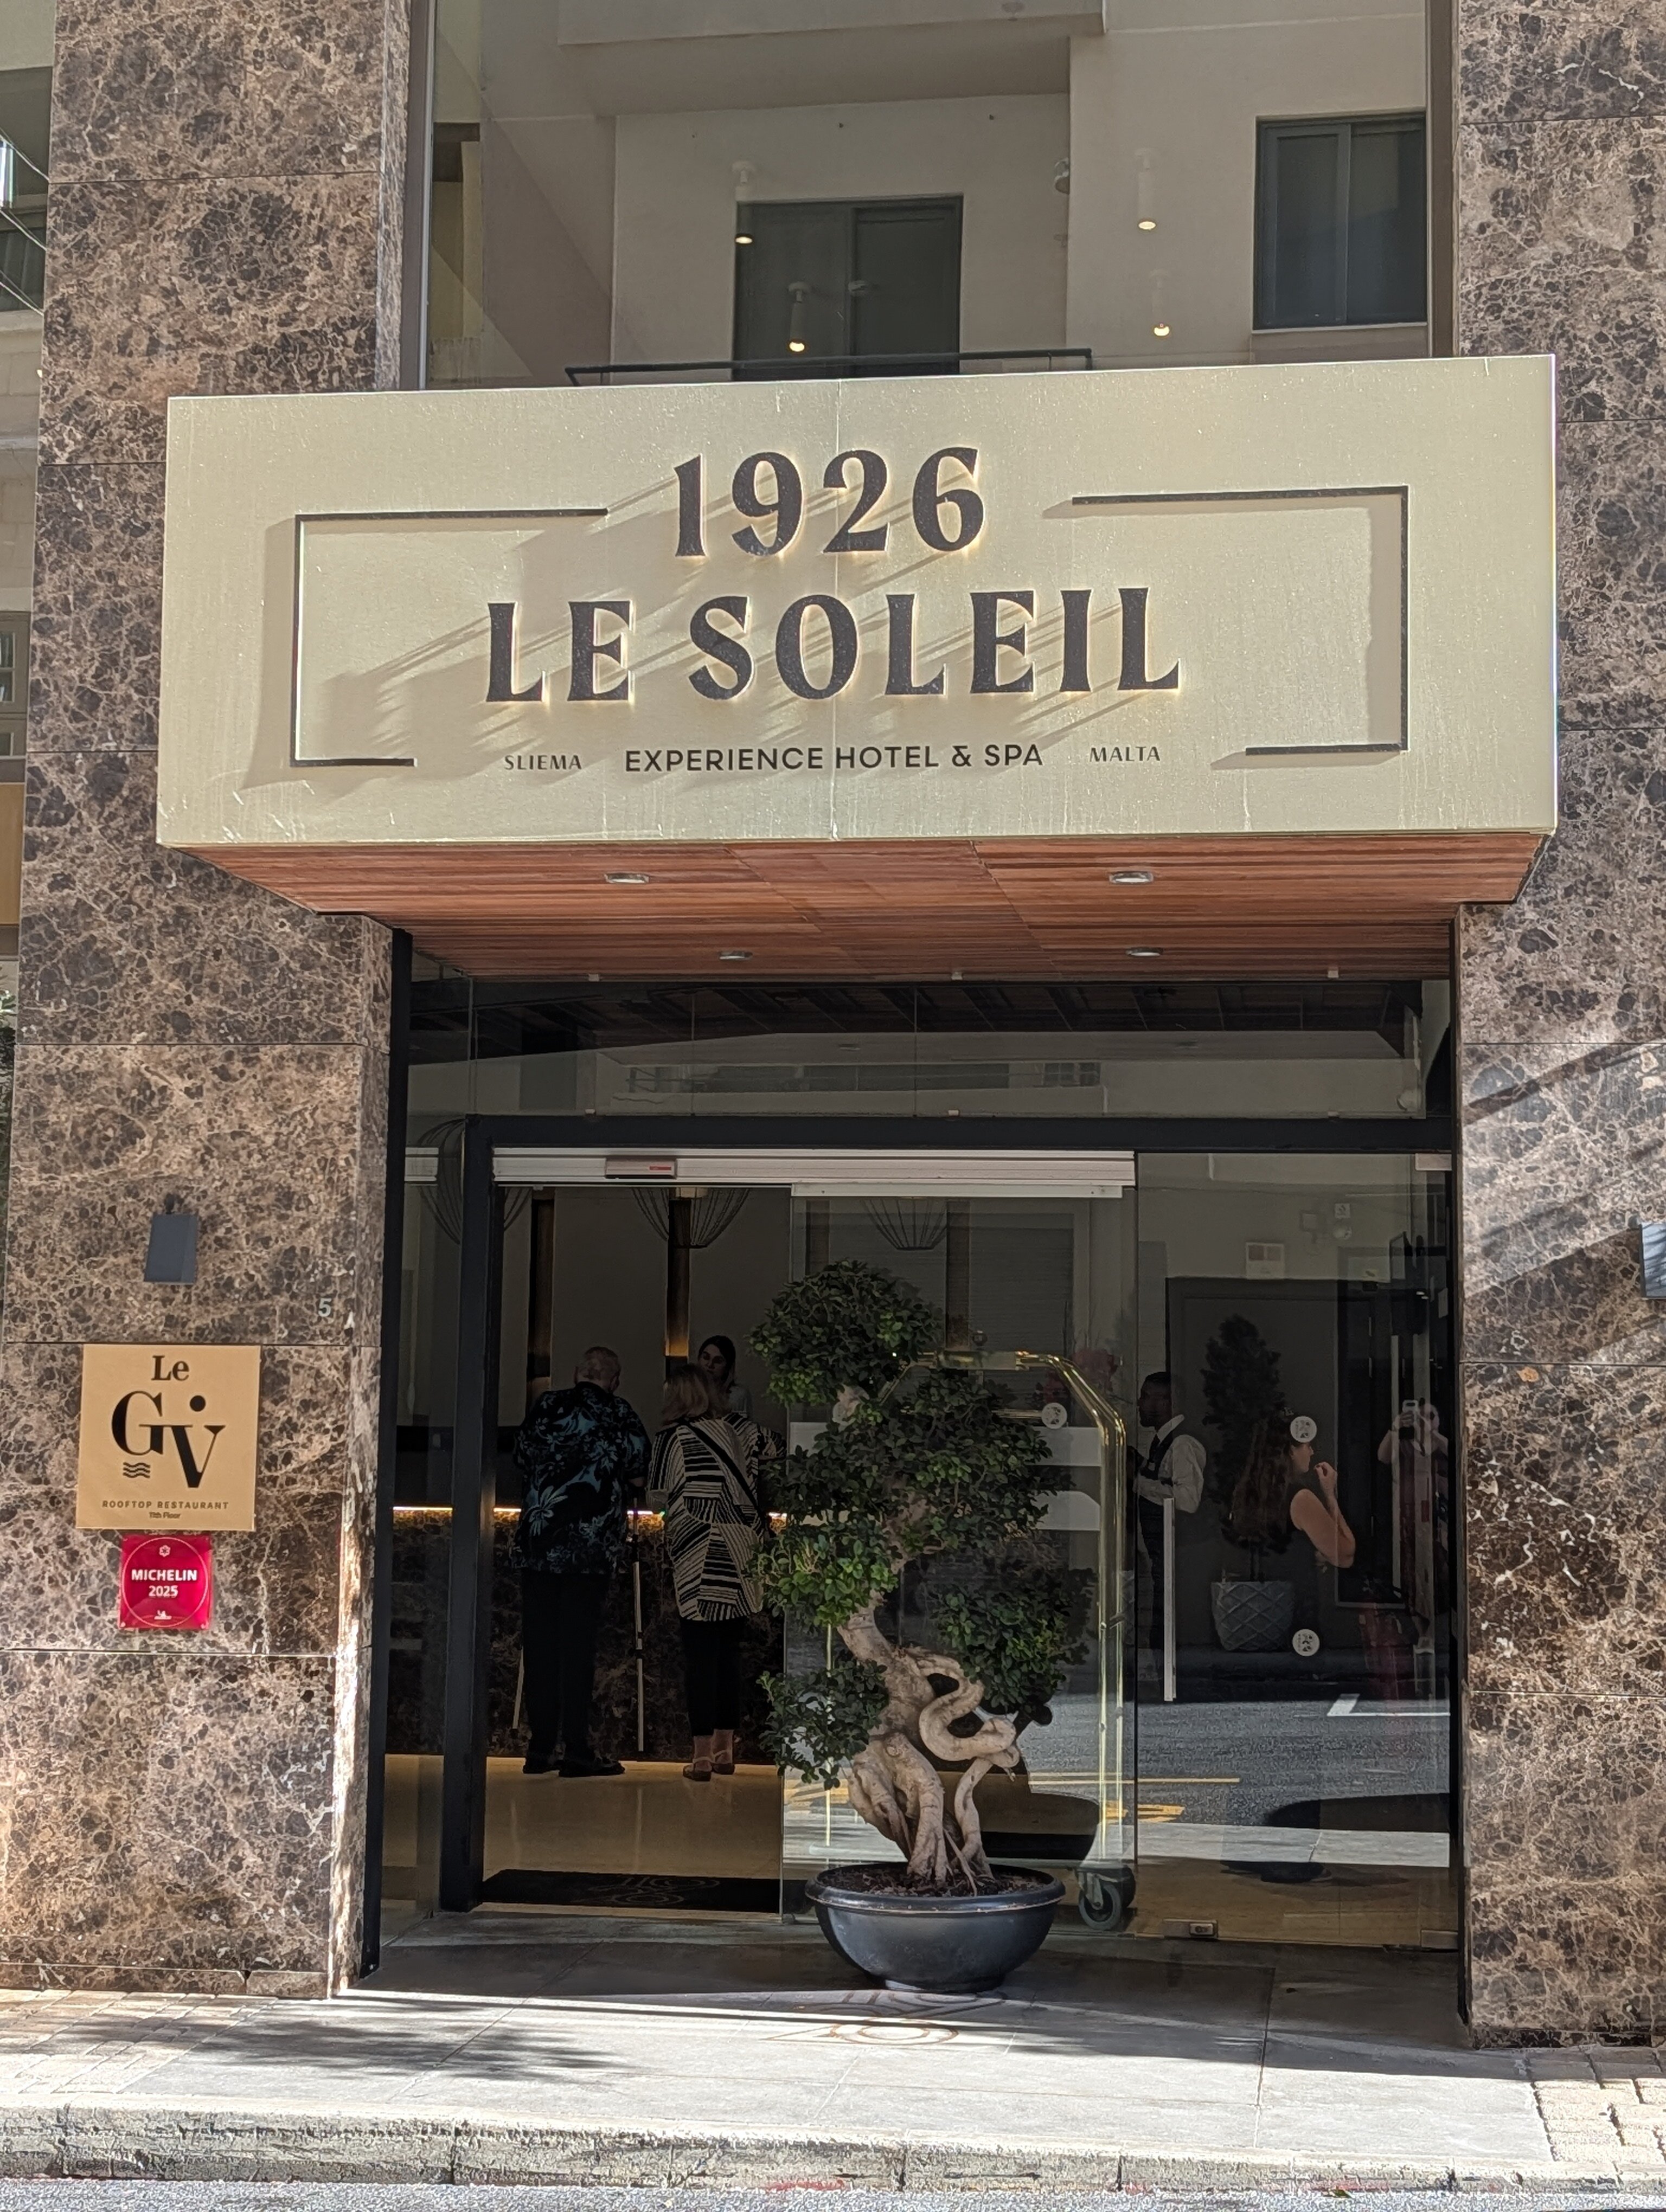 1926
LE SOLEIL
SLIEMA EXPERIENCE HOTEL & SPA MALTA
5
Le
GV
ROOFTOP RESTAURANT
11th Floor
MICHELIN
2025